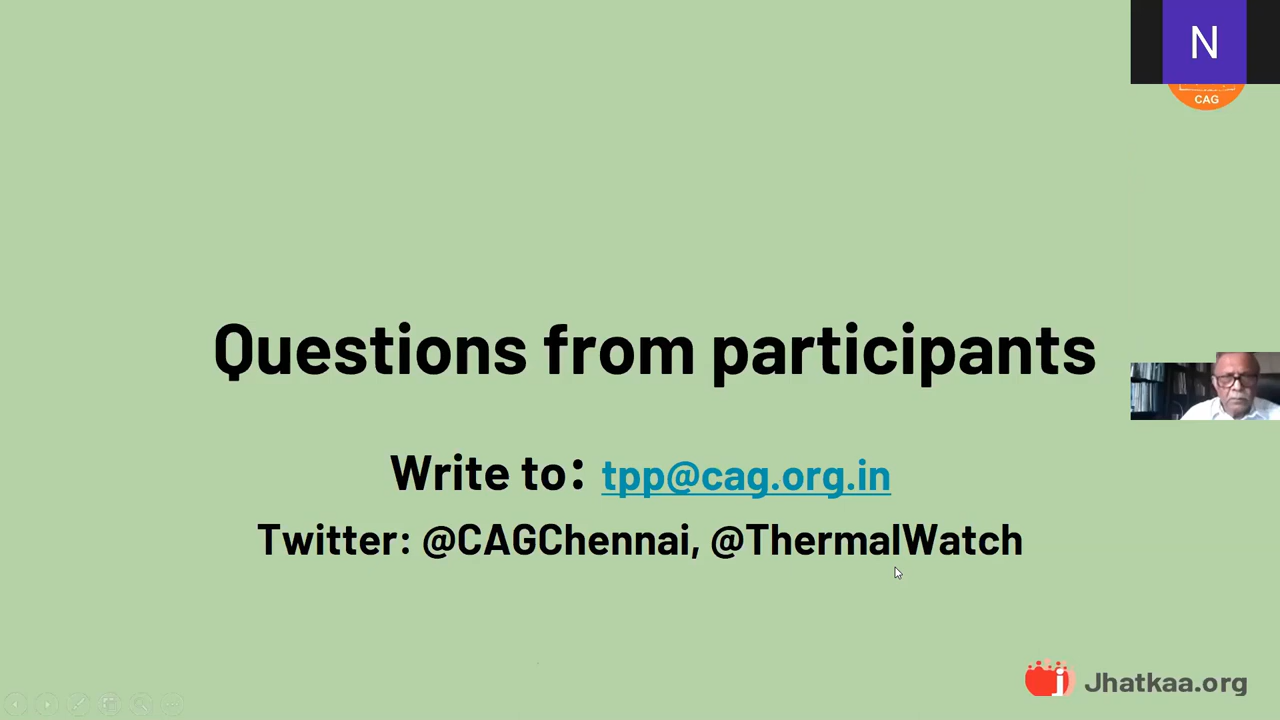 N
CAG
Questions from participants
Write to: tpp@cag.org.in
Twitter: @CAGChennai, @ThermalWatch
Jhatkaa.org